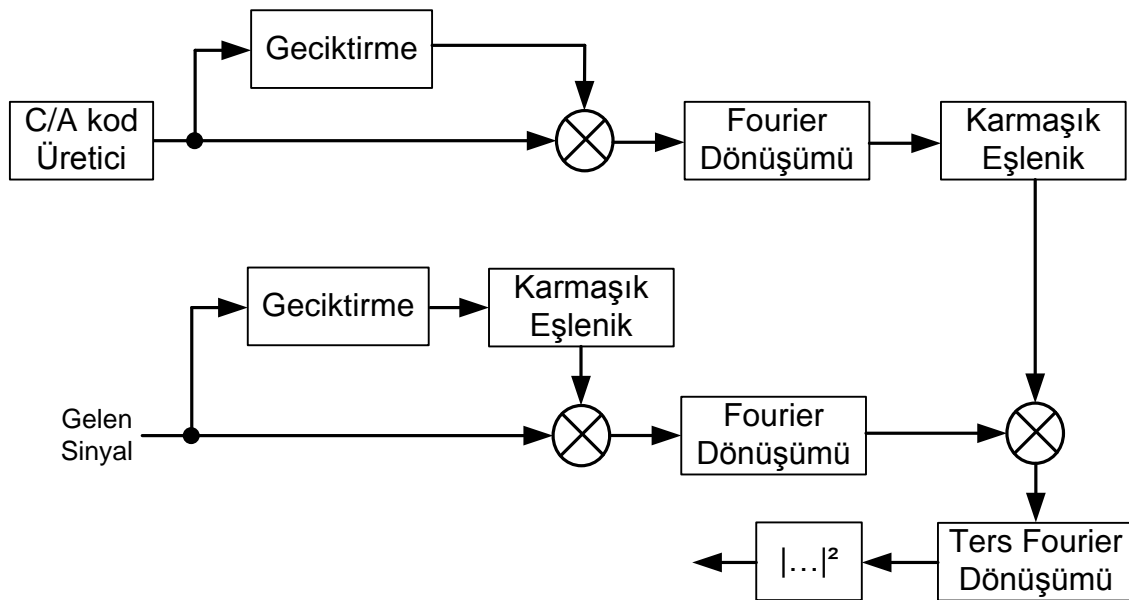 Geciktirme
C/A kod
Üretici
Fourier
Dönüşümü
Karmaşık
Eşlenik
Geciktirme
Karmaşık
Eşlenik
Gelen
Sinyal
Fourier
Dönüşümü
|...|²
Ters Fourier
Dönüşümü